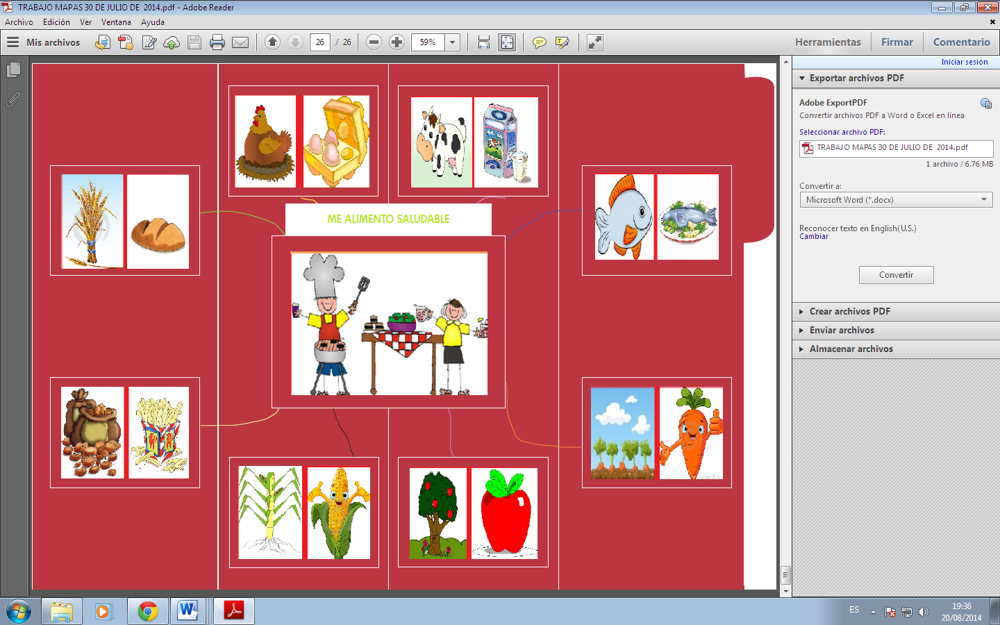 TRABAJO MAPAS 30 DE JULIO DE  2014.pdf - Adobe Reader
Archivo Edición Ver Ventana Ayuda
Mis archivos 26 / 26 59% Herramientas Firmar Comentario
Iniciar sesión
Exportar archivos PDF
Adobe ExportPDF
Convertir archivos PDF a Word o Excel en línea
Seleccionar archivo PDF:
TRABAJO MAPAS 30 DE JULIO DE  2014.pdf
1 archivo / 6.76 MB
Convertir a:
Microsoft Word (*.docx)
Reconocer texto en English(U.S.)
Cambiar
Convertir
Crear archivos PDF
Enviar archivos
Almacenar archivos
ME ALIMENTO SALUDABLE
ES
19:36
20/08/2014